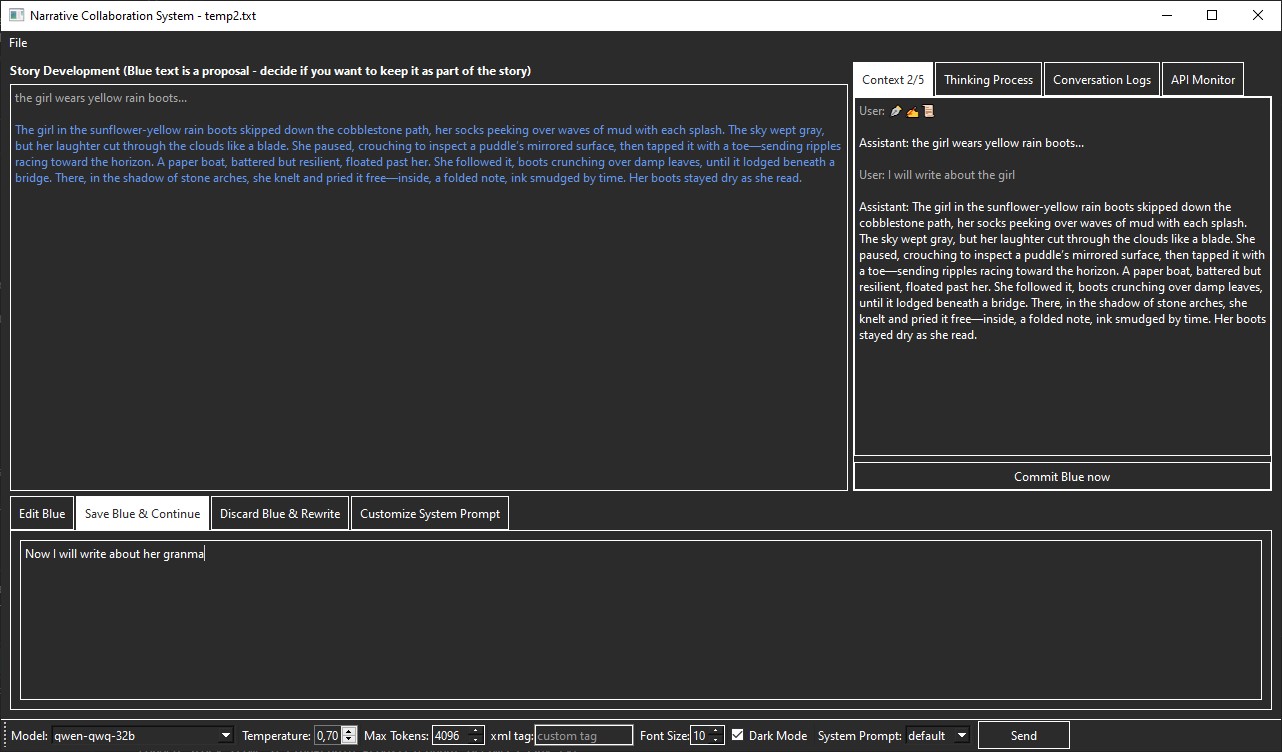 Narrative Collaboration System - temp2.txt
File
Story Development (Blue text is a proposal - decide if you want to keep it as part of the story)
the girl wears yellow rain boots...
The girl in the sunflower-yellow rain boots skipped down the cobblestone path, her socks peeking over waves of mud with each splash. The sky wept gray,
but her laughter cut through the clouds like a blade. She paused, crouching to inspect a puddle's mirrored surface, then tapped it with a toe—sending ripples
racing toward the horizon. A paper boat, battered but resilient, floated past her. She followed it, boots crunching over damp leaves, until it lodged beneath a
bridge. There, in the shadow of stone arches, she knelt and pried it free—inside, a folded note, ink smudged by time. Her boots stayed dry as she read.
Context 2/5
Thinking Process
Conversation Logs
API Monitor
User: 🖋️ ✍️ 📜
Assistant: the girl wears yellow rain boots...
User: I will write about the girl
Assistant: The girl in the sunflower-yellow rain boots skipped down the
cobblestone path, her socks peeking over waves of mud with each splash.
The sky wept gray, but her laughter cut through the clouds like a blade. She
paused, crouching to inspect a puddle's mirrored surface, then tapped it with
a toe—sending ripples racing toward the horizon. A paper boat, battered but
resilient, floated past her. She followed it, boots crunching over damp leaves,
until it lodged beneath a bridge. There, in the shadow of stone arches, she
knelt and pried it free—inside, a folded note, ink smudged by time. Her boots
stayed dry as she read.
Commit Blue now
Edit Blue
Save Blue & Continue
Discard Blue & Rewrite
Customize System Prompt
Now I will write about her granma
Model: qwen-qwq-32b Temperature: 0,70 Max Tokens: 4096 xml tag: custom tag Font Size: 10 Dark Mode System Prompt: default Send